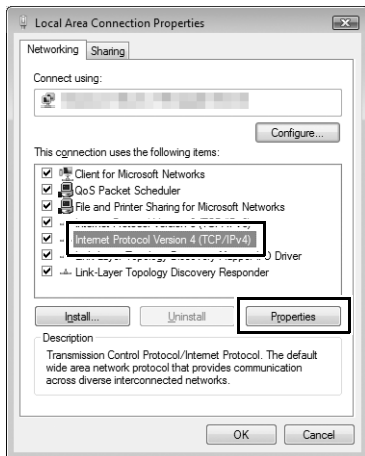 Local Area Connection Properties
Networking
Sharing
Connect using:
Configure...
This connection uses the following items:
Client for Microsoft Networks
QoS Packet Scheduler
File and Printer Sharing for Microsoft Networks
Internet Protocol Version 4 (TCP/IPv4)
Driver
Link-Layer Topology Discovery Responder
Install...
Uninstall
Properties
Description
Transmission Control Protocol/Internet Protocol. The default
wide area network protocol that provides communication
across diverse interconnected networks.
OK
Cancel